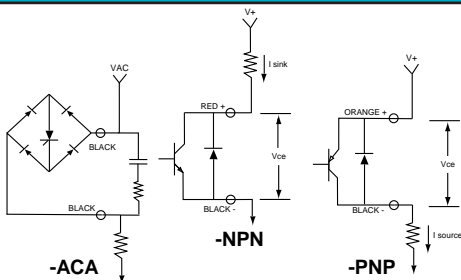 VAC
BLACK
BLACK
-ACA
V+
I sink
RED +
Vce
BLACK -
-NPN
V+
ORANGE +
Vce
BLACK -
I source
-PNP